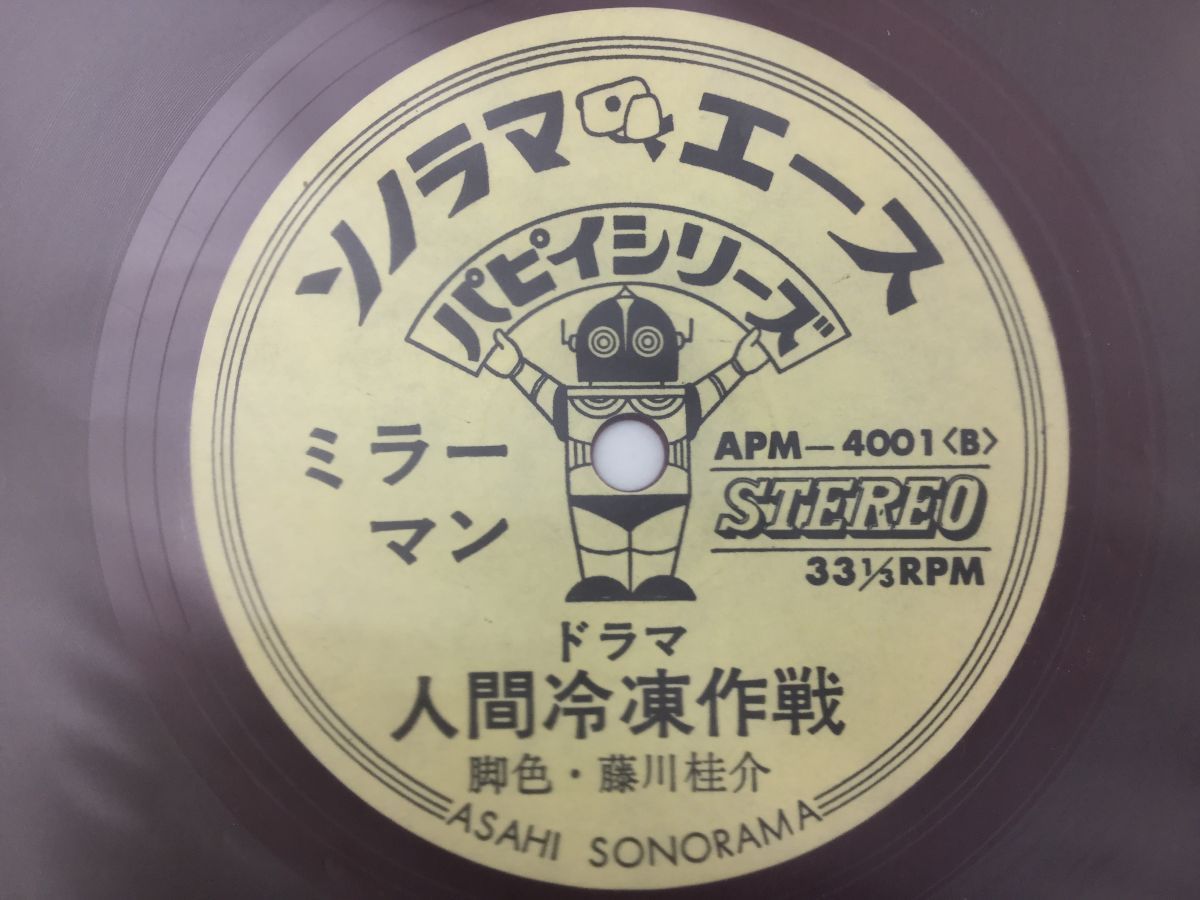 ソノラマエース
パピイシリーズ
ミラー
マン
APM－4001〈B〉
STEREO
33⅓RPM
ドラマ
人間冷凍作戦
脚色・藤川桂介
ASAHI SONORAMA